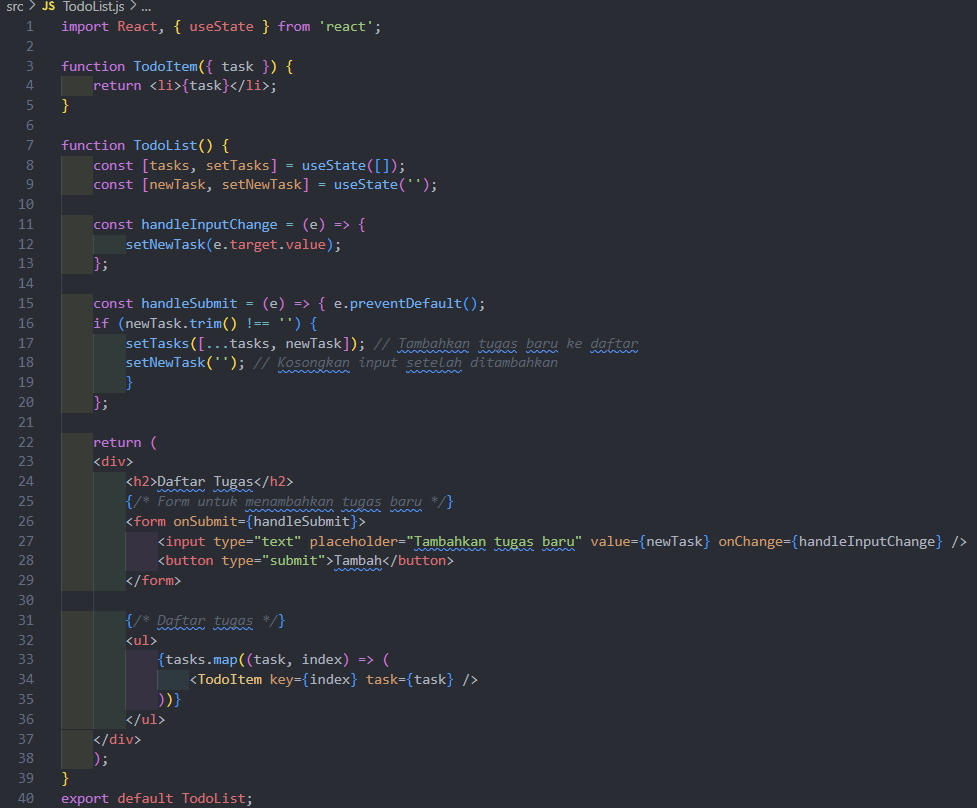 src > JS TodoList.js > ...
1 import React, { useState } from 'react';
2
3 function TodoItem({ task }) {
4     return <li>{task}</li>;
5 }
6
7 function TodoList() {
8     const [tasks, setTasks] = useState([]);
9     const [newTask, setNewTask] = useState('');
10
11     const handleInputChange = (e) => {
12         setNewTask(e.target.value);
13     };
14
15     const handleSubmit = (e) => { e.preventDefault();
16     if (newTask.trim() !== '') {
17         setTasks([...tasks, newTask]); // Tambahkan tugas baru ke daftar
18         setNewTask(''); // Kosongkan input setelah ditambahkan
19         }
20     };
21
22     return (
23     <div>
24         <h2>Daftar Tugas</h2>
25         {/* Form untuk menambahkan tugas baru */}
26         <form onSubmit={handleSubmit}>
27             <input type="text" placeholder="Tambahkan tugas baru" value={newTask} onChange={handleInputChange} />
28             <button type="submit">Tambah</button>
29         </form>
30
31         {/* Daftar tugas */}
32         <ul>
33             {tasks.map((task, index) => (
34                 <TodoItem key={index} task={task} />
35             ))}
36         </ul>
37     </div>
38     );
39 }
40 export default TodoList;